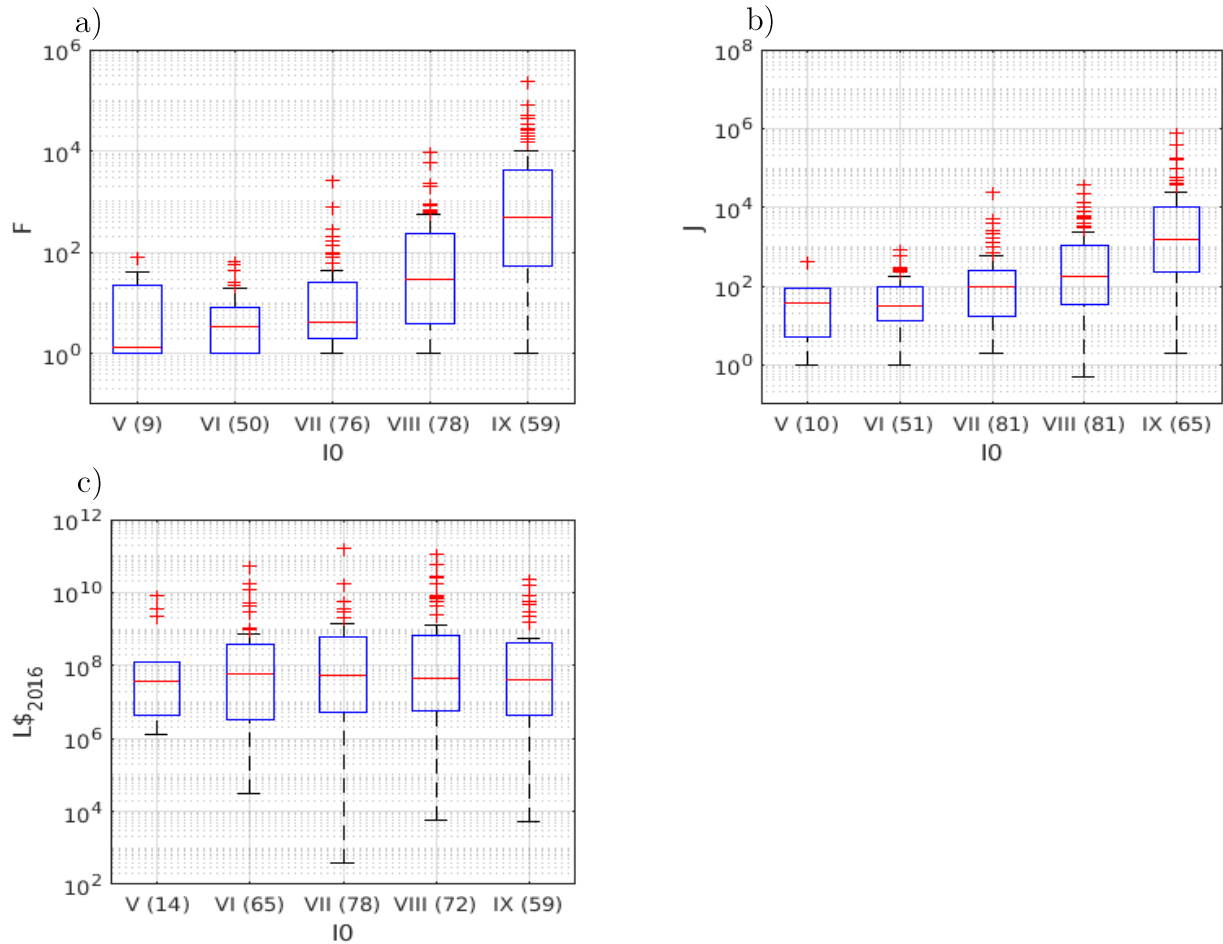 a)
10^6
10^4
10^2
10^0
F
V (9) VI (50) VII (76) VIII (78) IX (59)
I0
b)
10^8
10^6
10^4
10^2
10^0
J
V (10) VI (51) VII (81) VIII (81) IX (65)
I0
c)
10^12
10^10
10^8
10^6
10^4
10^2
L$_2016
V (14) VI (65) VII (78) VIII (72) IX (59)
I0